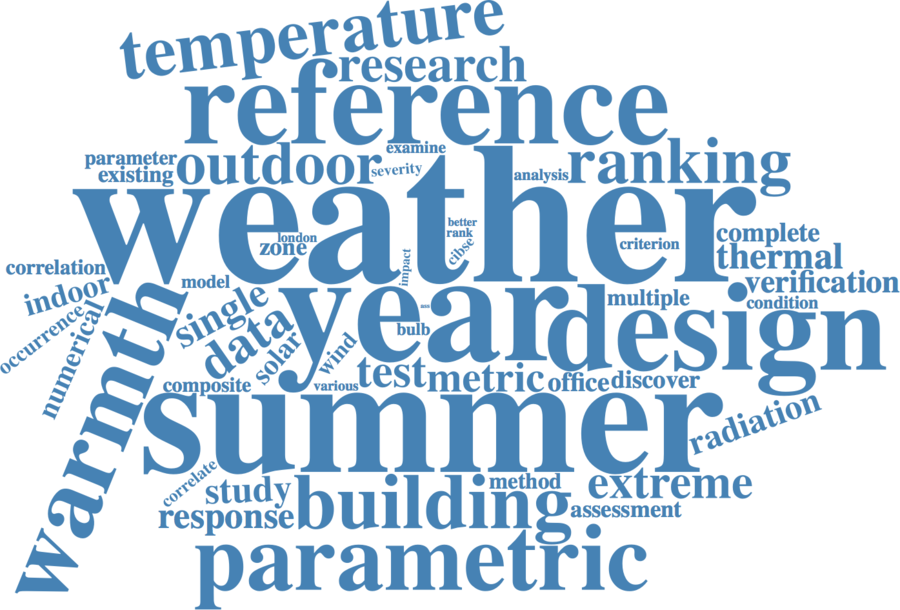 temperature
research
reference
examine
parameter
existing
outdoor
severity
analysis
ranking
weather
better
rank
london
zone
cibse
criterion
complete
thermal
correlation
impact
model
verification
indoor
single
year
multiple
condition
design
occurrence
numerical
warmth
data
solar
wind
bulb
composite
various
test
metric
office
discover
summer
radiation
correlate
study
method
extreme
response
building
assessment
parametric